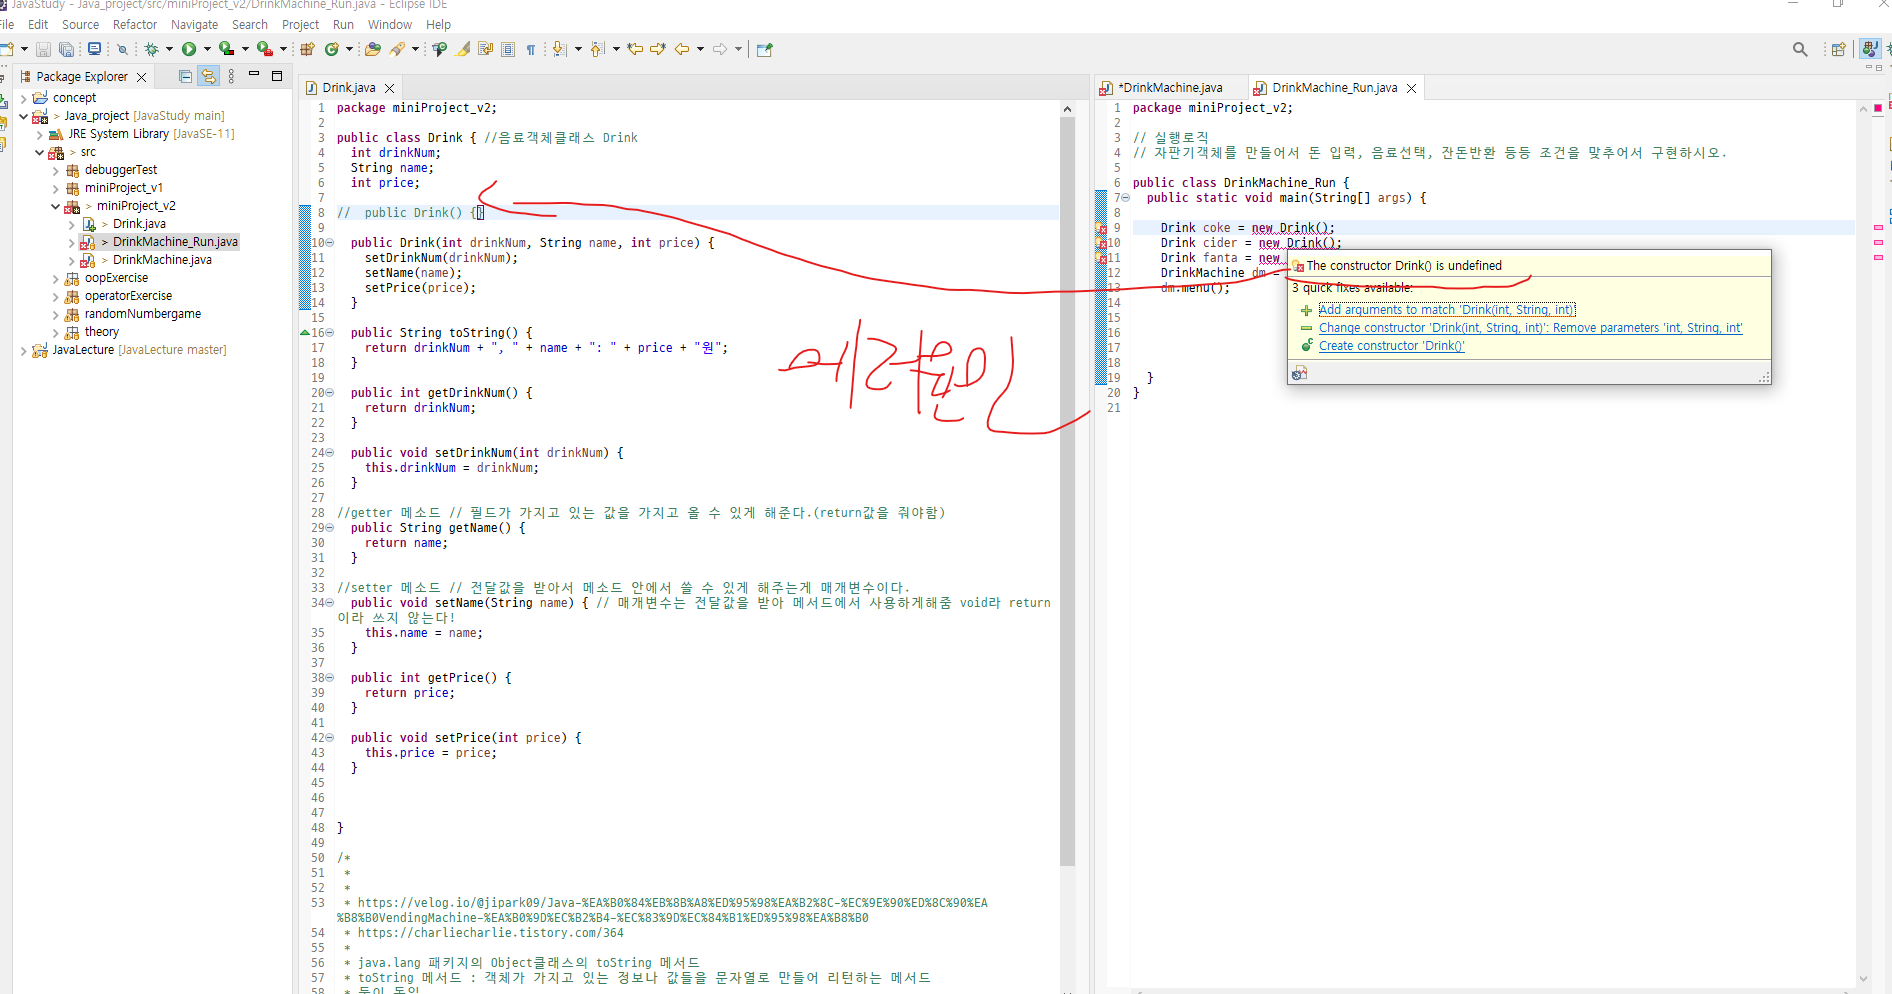 JavaStudy - Java_project/src/miniProject_v2/DrinkMachine_Run.java - Eclipse IDE
File Edit Source Refactor Navigate Search Project Run Window Help
Package Explorer
concept
> Java_project [JavaStudy main]
JRE System Library [JavaSE-11]
> src
debuggerTest
miniProject_v1
> miniProject_v2
> Drink.java
> DrinkMachine_Run.java
> DrinkMachine.java
oopExercise
operatorExercise
randomNumbergame
theory
JavaLecture [JavaLecture master]
Drink.java
1 package miniProject_v2;
2
3 public class Drink { //음료객체클래스 Drink
4 int drinkNum;
5 String name;
6 int price;
7
8 // public Drink() {}
9
10 public Drink(int drinkNum, String name, int price) {
11 setDrinkNum(drinkNum);
12 setName(name);
13 setPrice(price);
14 }
15
16 public String toString() {
17 return drinkNum + ", " + name + ": " + price + "원";
18 }
19
20 public int getDrinkNum() {
21 return drinkNum;
22 }
23
24 public void setDrinkNum(int drinkNum) {
25 this.drinkNum = drinkNum;
26 }
27
28 //getter 메소드 // 필드가 가지고 있는 값을 가지고 올 수 있게 해준다.(return값을 줘야함)
29 public String getName() {
30 return name;
31 }
32
33 //setter 메소드 // 전달값을 받아서 메소드 안에서 쓸 수 있게 해주는게 매개변수이다.
34 public void setName(String name) { // 매개변수는 전달값을 받아 메서드에서 사용하게해줌 void라 return
이라 쓰지 않는다!
35 this.name = name;
36 }
37
38 public int getPrice() {
39 return price;
40 }
41
42 public void setPrice(int price) {
43 this.price = price;
44 }
45
46
47
48 }
49
50 /*
51 *
52 *
53 * https://velog.io/@jipark09/Java-%EA%B0%84%EB%8B%A8%ED%95%98%EA%B2%8C-%EC%9E%90%ED%8C%90%EA
%B8%B0VendingMachine-%EA%B0%9D%EC%B2%B4-%EC%83%9D%EC%84%B1%ED%95%98%EA%B8%B0
54 * https://charliecharlie.tistory.com/364
55 *
56 * java.lang 패키지의 Object클래스의 toString 메서드
57 * toString 메서드 : 객체가 가지고 있는 정보나 값들을 문자열로 만들어 리턴하는 메서드
58
*DrinkMachine.java
DrinkMachine_Run.java
1 package miniProject_v2;
2
3 // 실행로직
4 // 자판기객체를 만들어서 돈 입력, 음료선택, 잔돈반환 등등 조건을 맞추어서 구현하시오.
5
6 public class DrinkMachine_Run {
7 public static void main(String[] args) {
8
9 Drink coke = new Drink();
10 Drink cider = new Drink();
11 Drink fanta = new
12 DrinkMachine dm =
13 dm.menu();
14
15
16
17
18
19 }
20 }
21
The constructor Drink() is undefined
3 quick fixes available:
Add arguments to match 'Drink(int, String, int)'
Change constructor 'Drink(int, String, int)': Remove parameters 'int, String, int'
Create constructor 'Drink()'
에러원인